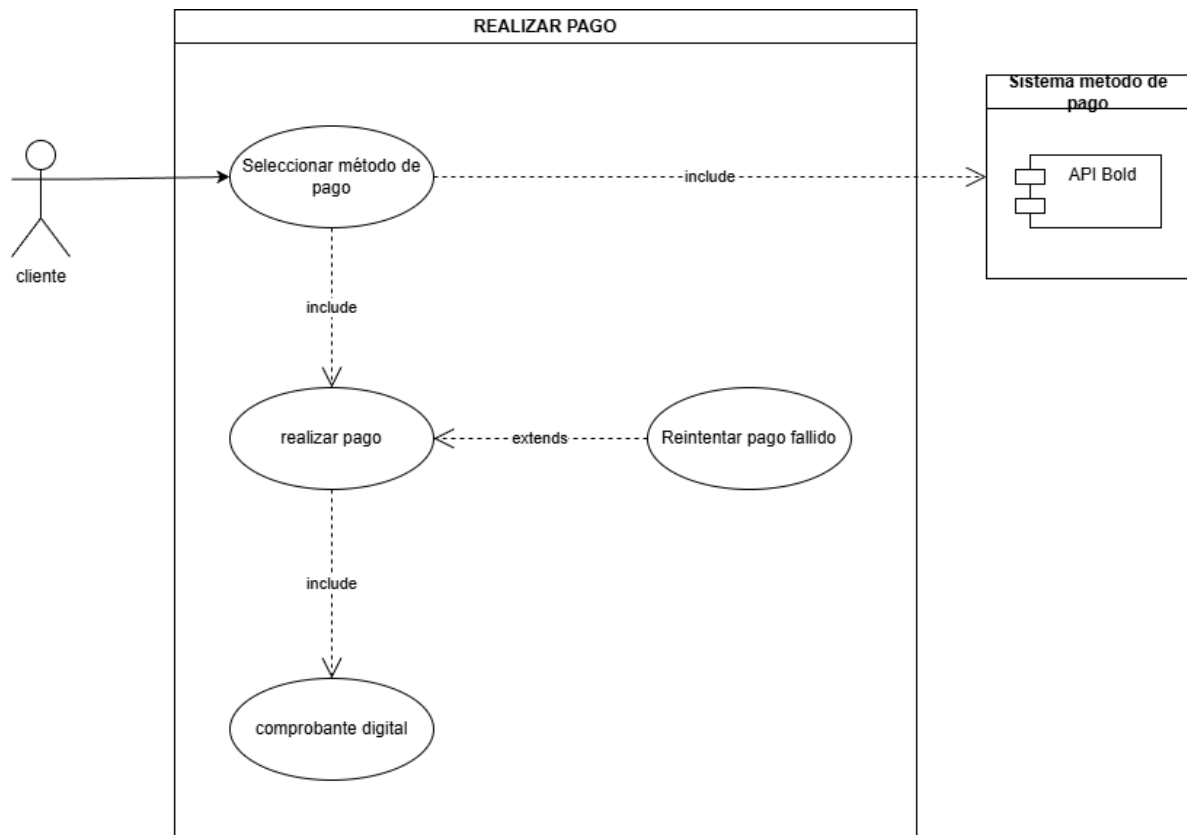 REALIZAR PAGO
Sistema metodo de
pago
Seleccionar método de
pago
include
API Bold
cliente
include
realizar pago
extends
Reintentar pago fallido
include
comprobante digital